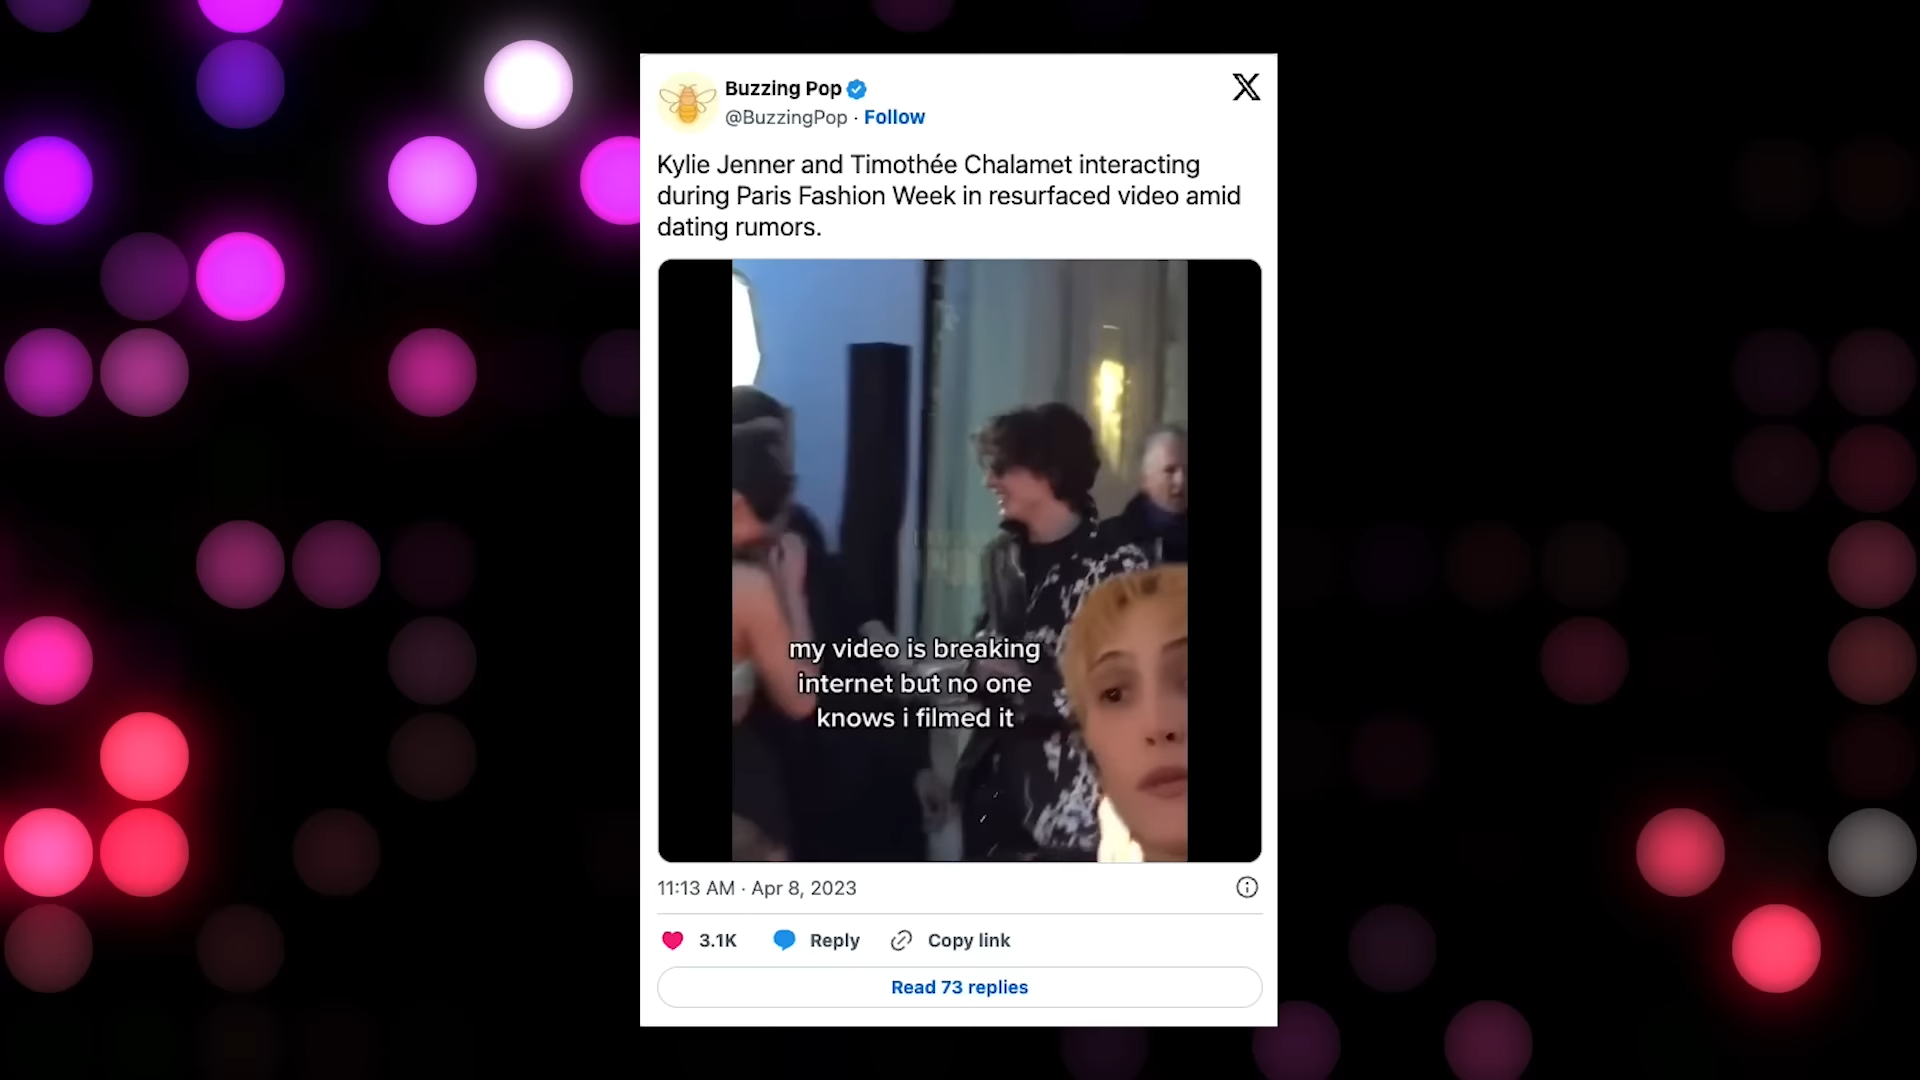 Buzzing Pop
@BuzzingPop · Follow
Kylie Jenner and Timothée Chalamet interacting
during Paris Fashion Week in resurfaced video amid
dating rumors.
my video is breaking
internet but no one
knows i filmed it
11:13 AM · Apr 8, 2023
3.1K Reply Copy link
Read 73 replies